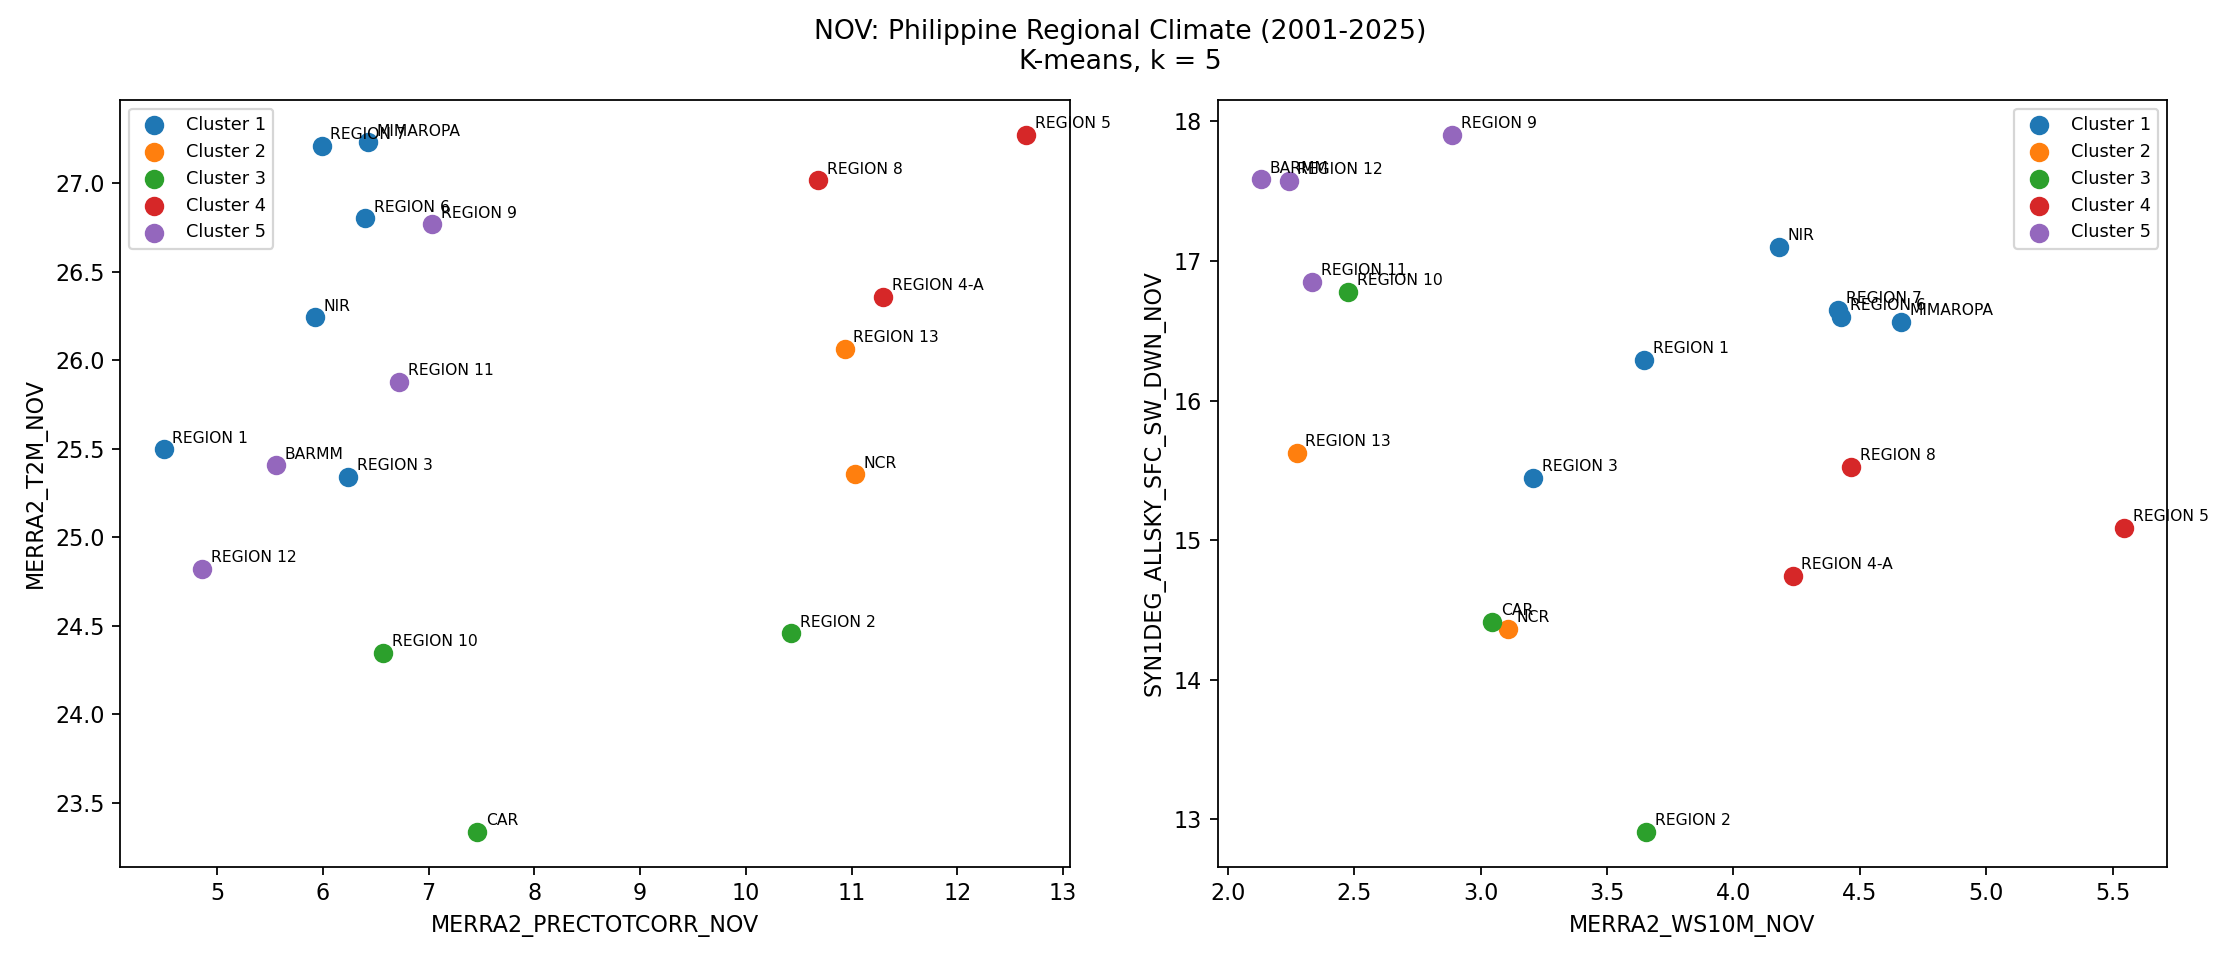 NOV: Philippine Regional Climate (2001-2025)
K-means, k = 5
Cluster 1
Cluster 2
Cluster 3
Cluster 4
Cluster 5
REGION 7
MIMAROPA
REGION 5
REGION 8
REGION 6
REGION 9
REGION 4-A
NIR
REGION 13
REGION 11
REGION 1
BARMM
REGION 3
NCR
REGION 12
REGION 2
REGION 10
CAR
27.0
26.5
26.0
25.5
25.0
24.5
24.0
23.5
MERRA2_T2M_NOV
5 6 7 8 9 10 11 12 13
MERRA2_PRECTOTCORR_NOV
Cluster 1
Cluster 2
Cluster 3
Cluster 4
Cluster 5
REGION 9
BARMM
REGION 12
NIR
REGION 11
REGION 10
REGION 7
REGION 6
MIMAROPA
REGION 1
REGION 13
REGION 3
REGION 8
REGION 5
REGION 4-A
CAR
NCR
REGION 2
18
17
16
15
14
13
SYN1DEG_ALLSKY_SFC_SW_DWN_NOV
2.0 2.5 3.0 3.5 4.0 4.5 5.0 5.5
MERRA2_WS10M_NOV